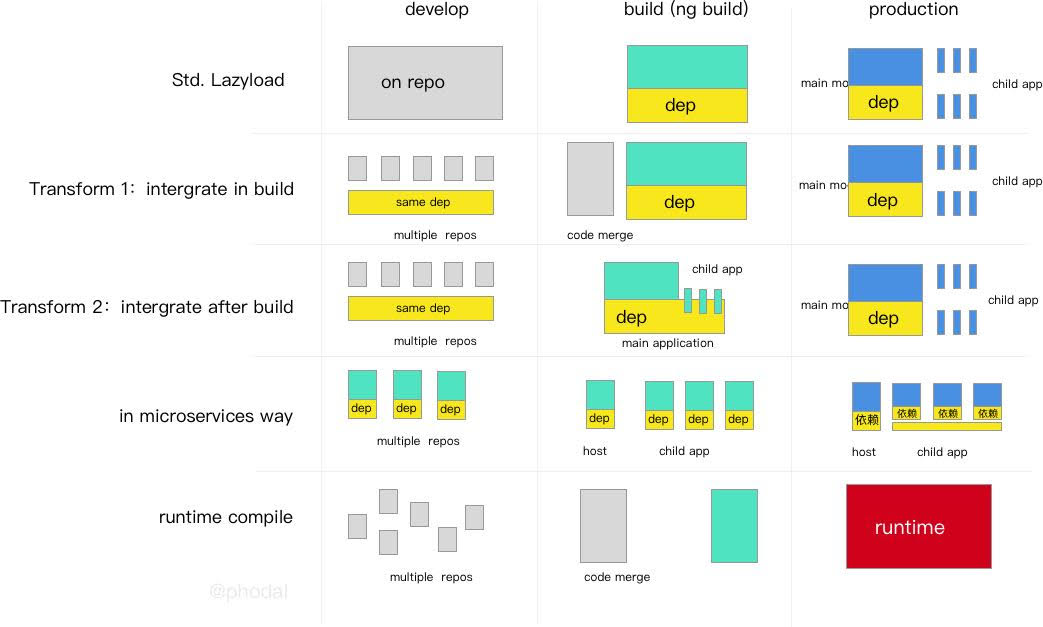 develop
build (ng build)
production
Std. Lazyload
on repo
dep
main mo
dep
child app
Transform 1: intergrate in build
same dep
multiple repos
dep
code merge
main mo
dep
child app
Transform 2: intergrate after build
same dep
multiple repos
child app
dep
main application
main mo
dep
child app
in microservices way
dep
dep
dep
multiple repos
dep
dep
dep
dep
host
child app
依赖
依赖
依赖
依赖
host
child app
runtime compile
multiple repos
code merge
runtime
@phodal